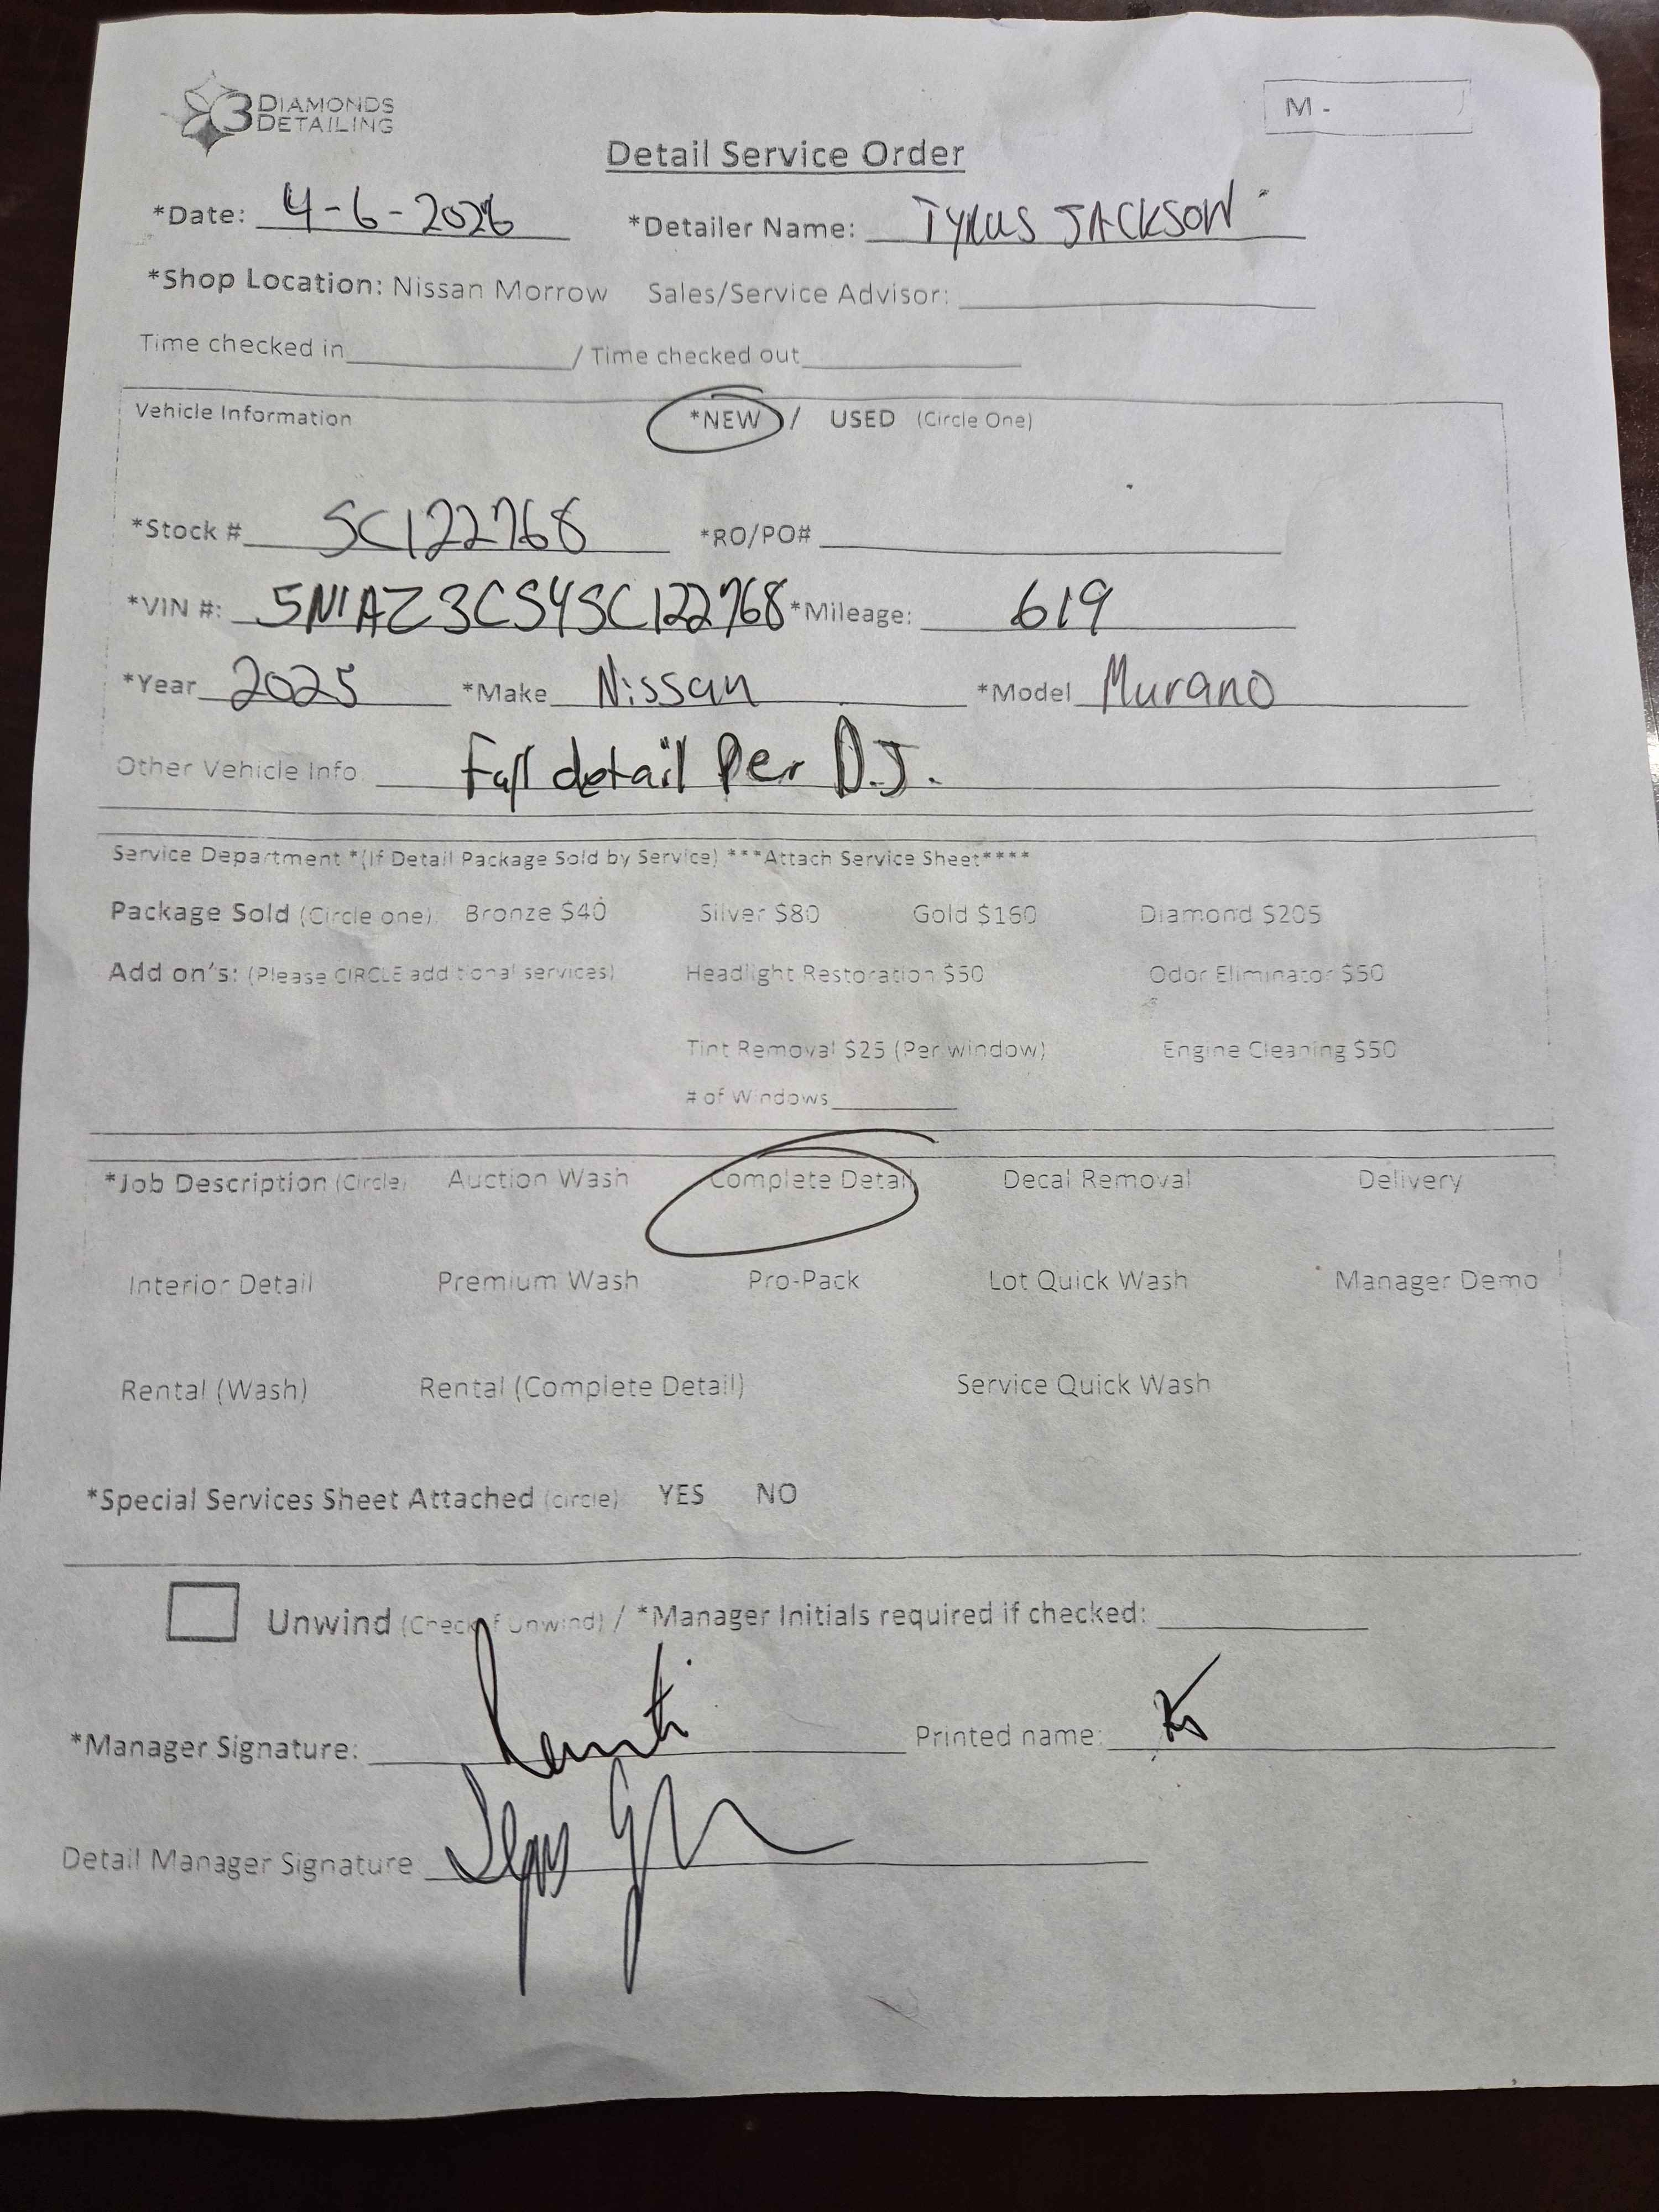 3 DIAMONDS DETAILING
M -
Detail Service Order
*Date: 4-6-2026 *Detailer Name: TYRUS JACKSON
*Shop Location: Nissan Morrow Sales/Service Advisor:
Time checked in / Time checked out
Vehicle Information *NEW / USED (Circle One)
*Stock # SC122768 *RO/PO#
*VIN #: 5N1AZ3CS4SC122768 *Mileage: 619
*Year 2025 *Make Nissan *Model Murano
Other Vehicle Info Full detail Per D.J.
Service Department *(If Detail Package Sold by Service) ***Attach Service Sheet****
Package Sold (Circle one) Bronze $40 Silver $80 Gold $160 Diamond $205
Add on's: (Please CIRCLE additional services) Headlight Restoration $50 Odor Eliminator $50
Tint Removal $25 (Per window) Engine Cleaning $50
# of Windows
*Job Description (Circle) Auction Wash Complete Detail Decal Removal Delivery
Interior Detail Premium Wash Pro-Pack Lot Quick Wash Manager Demo
Rental (Wash) Rental (Complete Detail) Service Quick Wash
*Special Services Sheet Attached (circle) YES NO
Unwind (Check if Unwind) / *Manager Initials required if checked:
*Manager Signature: Printed name:
Detail Manager Signature